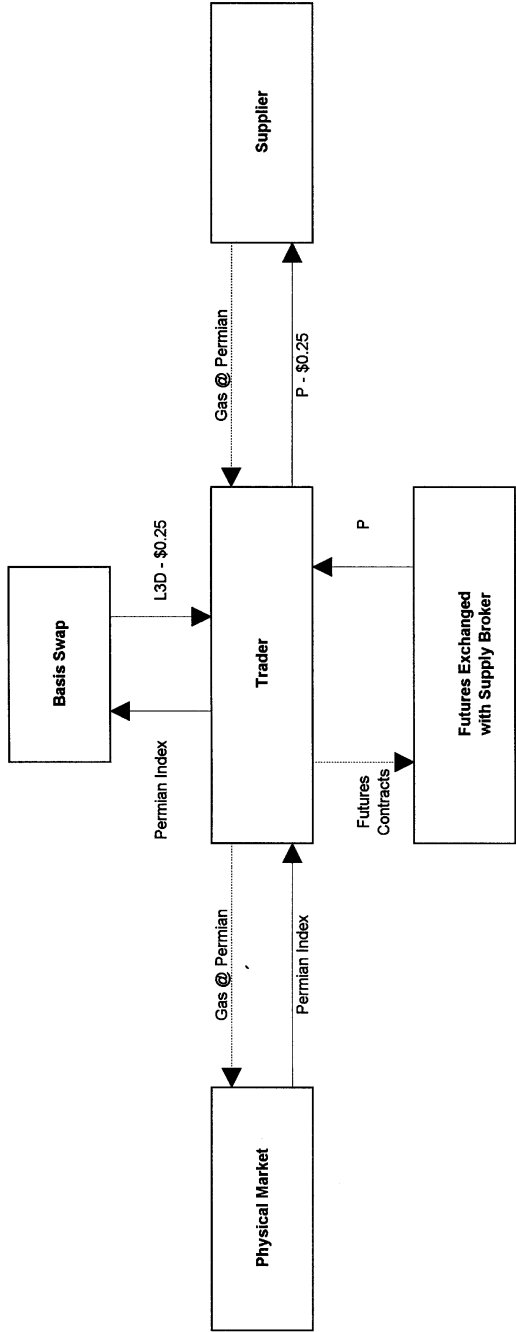 Basis Swap
Permian Index
L3D - $0.25
Gas @ Permian
Gas @ Permian
Physical Market
Trader
Supplier
Permian Index
P - $0.25
Futures
Contracts
P
Futures Exchanged
with Supply Broker